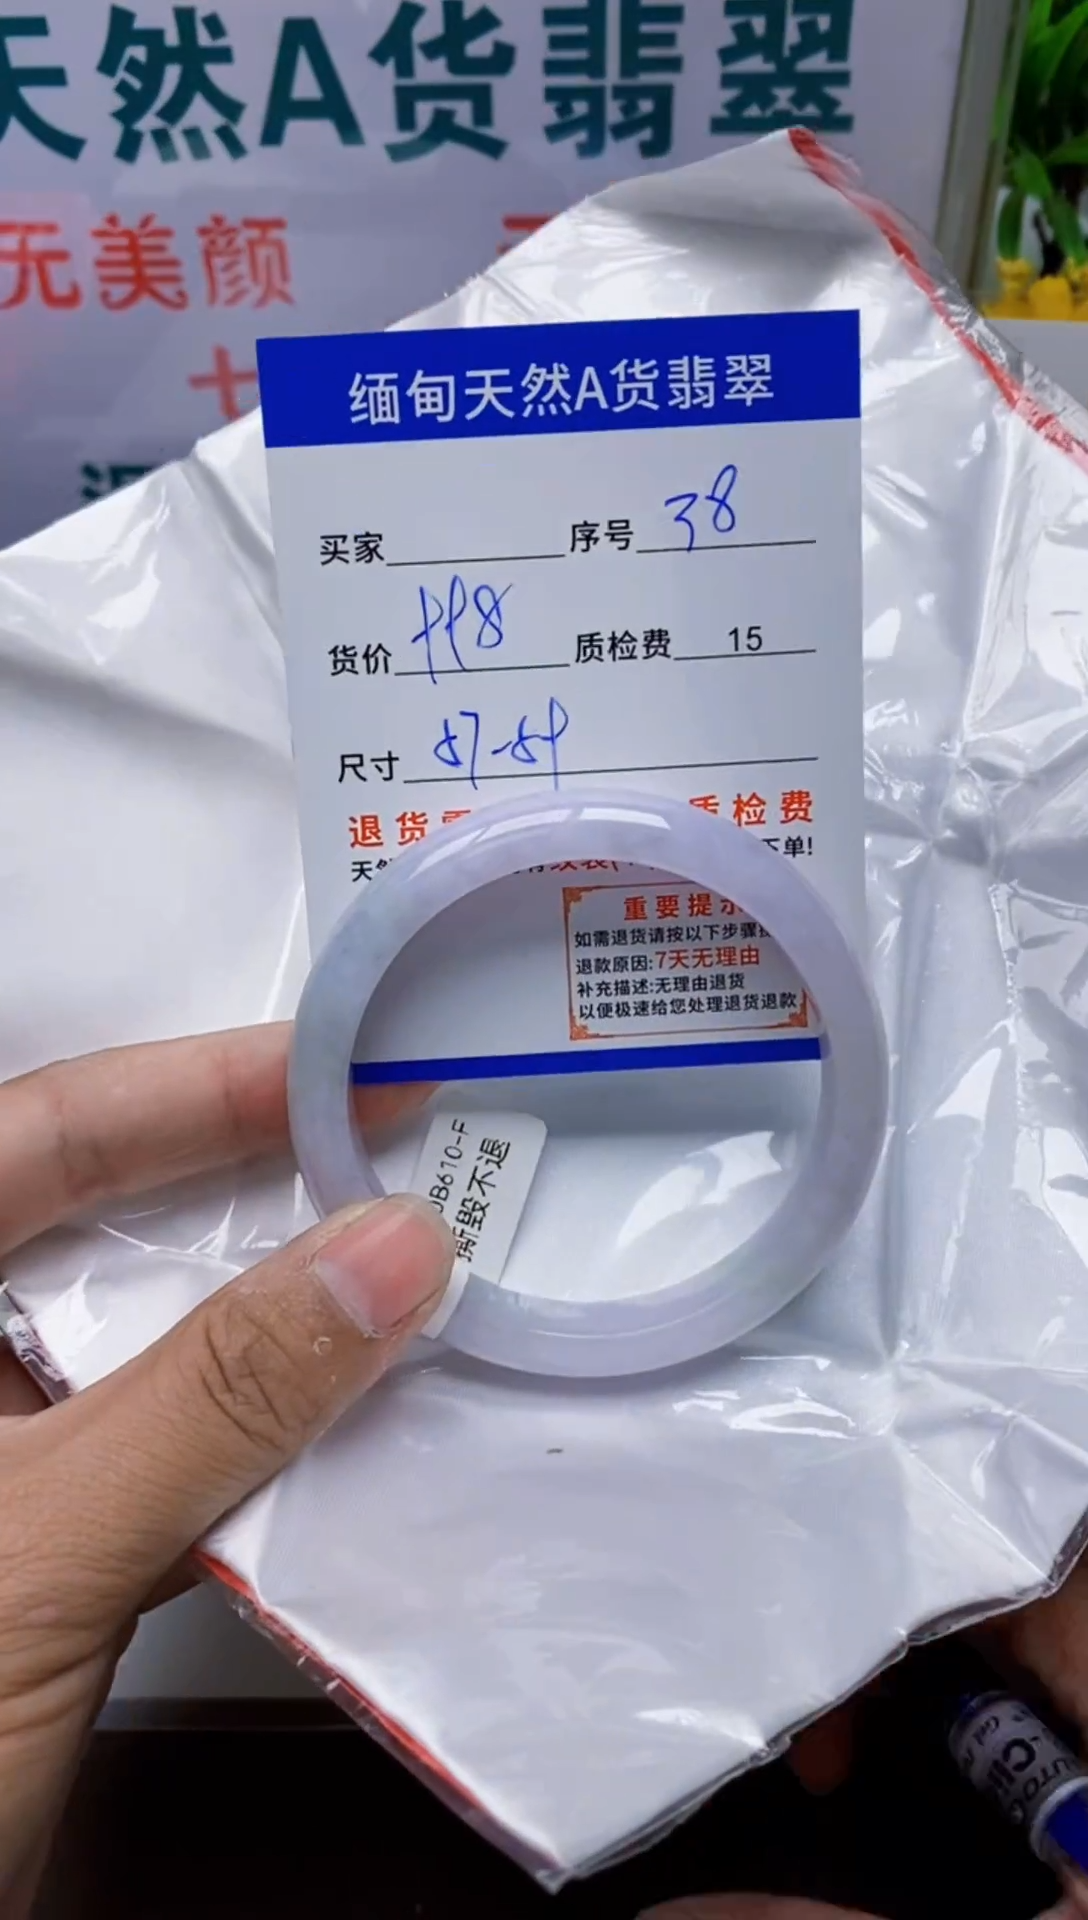 天然A货翡翠
无美颜
缅甸天然A货翡翠
买家 序号 38
货价 998 质检费 15
尺寸 57-59
退货 质检费
下单!
重要提示
如需退货请按以下步骤
退款原因:7天无理由
补充描述:无理由退货
以便极速给您处理退货退款
B610-F
撕毁不退